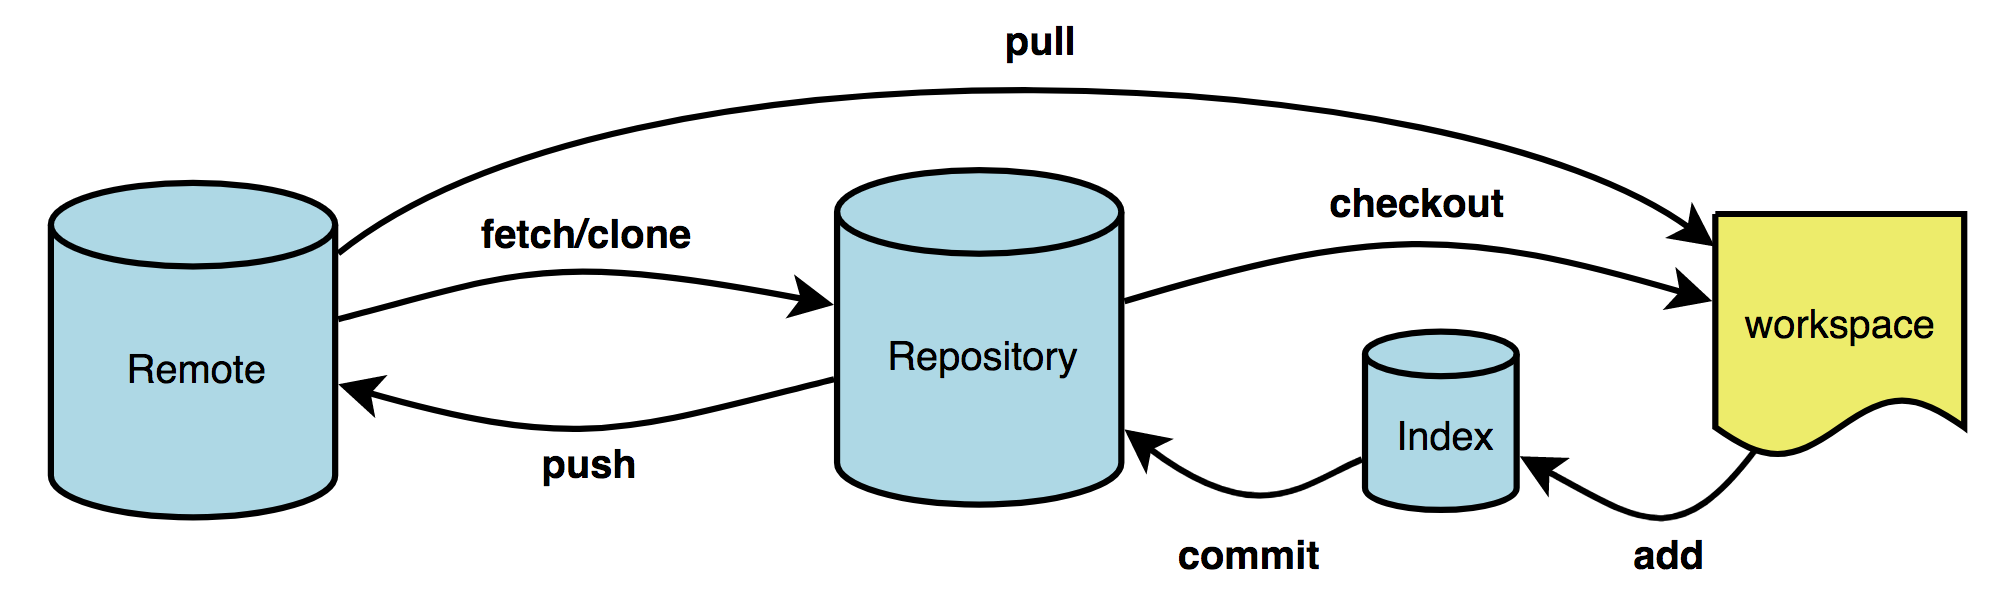 pull
checkout
fetch/clone
workspace
Repository
Remote
Index
push
commit
add